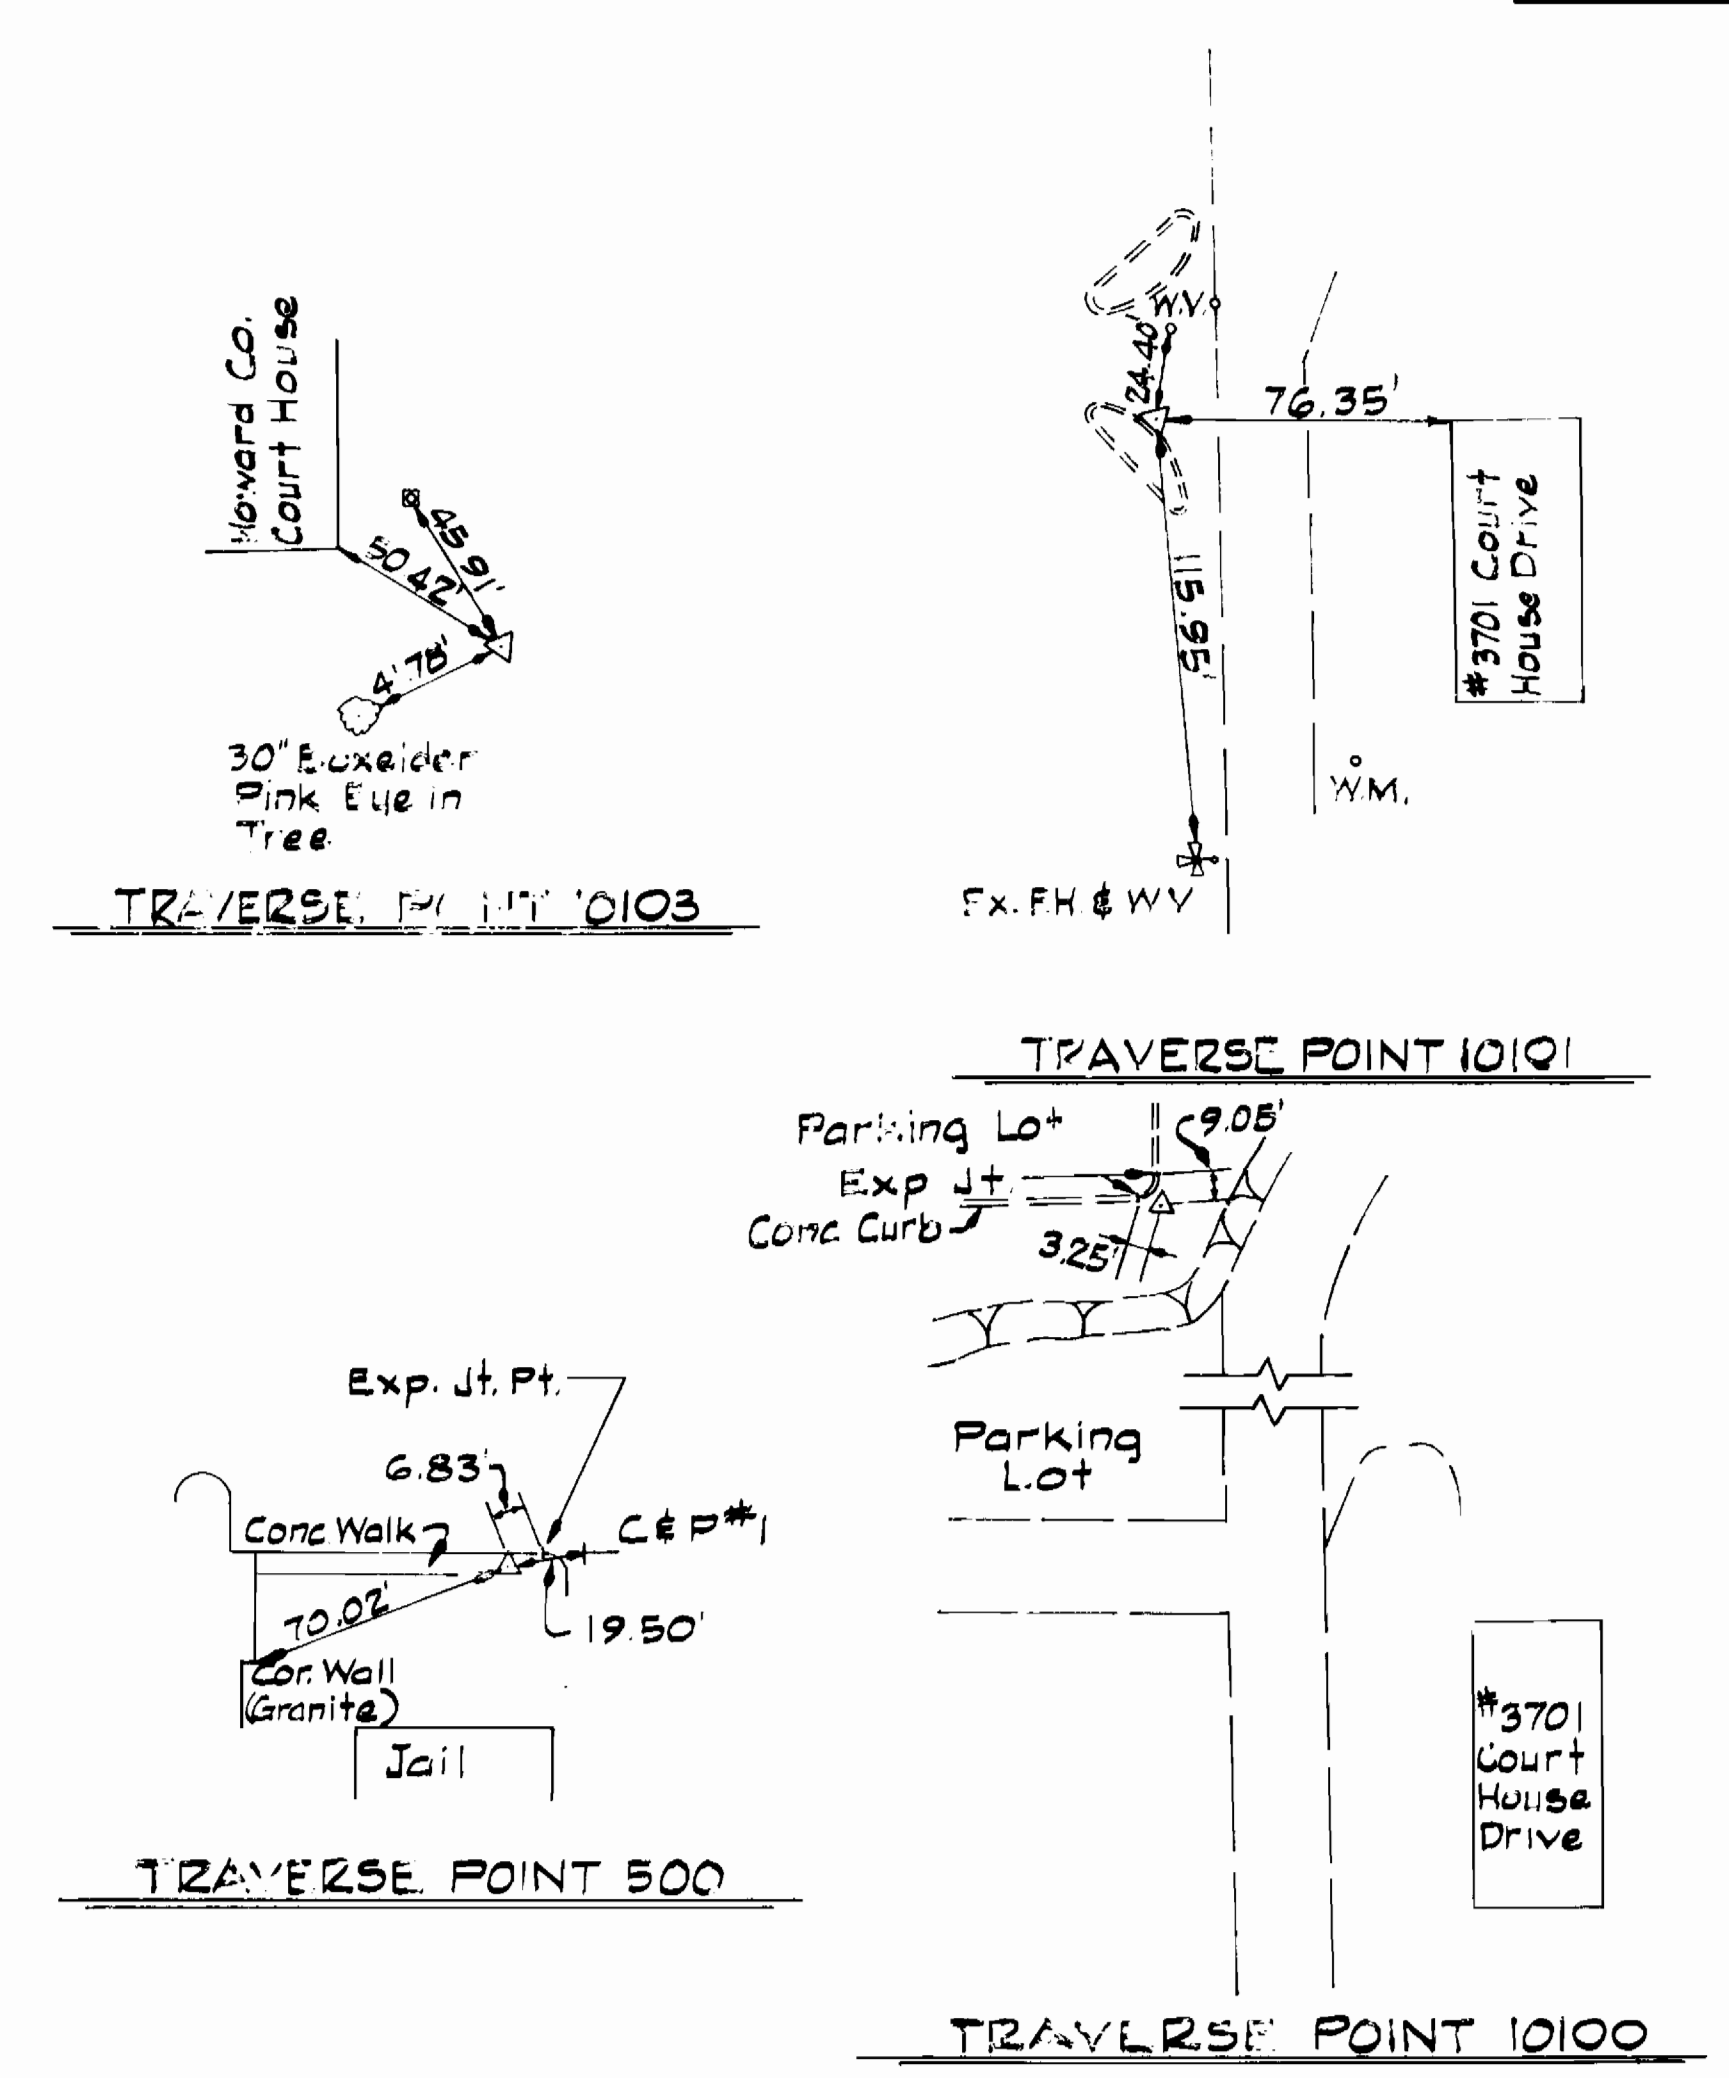 Howard Co.
Court House
45.91'
50.42'
4'.78'
30" Boxelder
Pink Eye in
Tree
TRAVERSE POINT 10103
W.V.
24.40'
76.35'
115.95'
#3701 Court
House Drive
W.M.
Ex. F.H. & W V
TRAVERSE POINT 10101
Parking Lot
9.05'
Exp Jt.
Conc Curb
3.25'
Parking
Lot
#3701
Court
House
Drive
TRAVERSE POINT 10100
Exp. Jt. Pt.
6.83'
Conc. Walk
C & P #1
70.02'
19.50'
Cor. Wall
(Granite)
Jail
TRAVERSE POINT 500